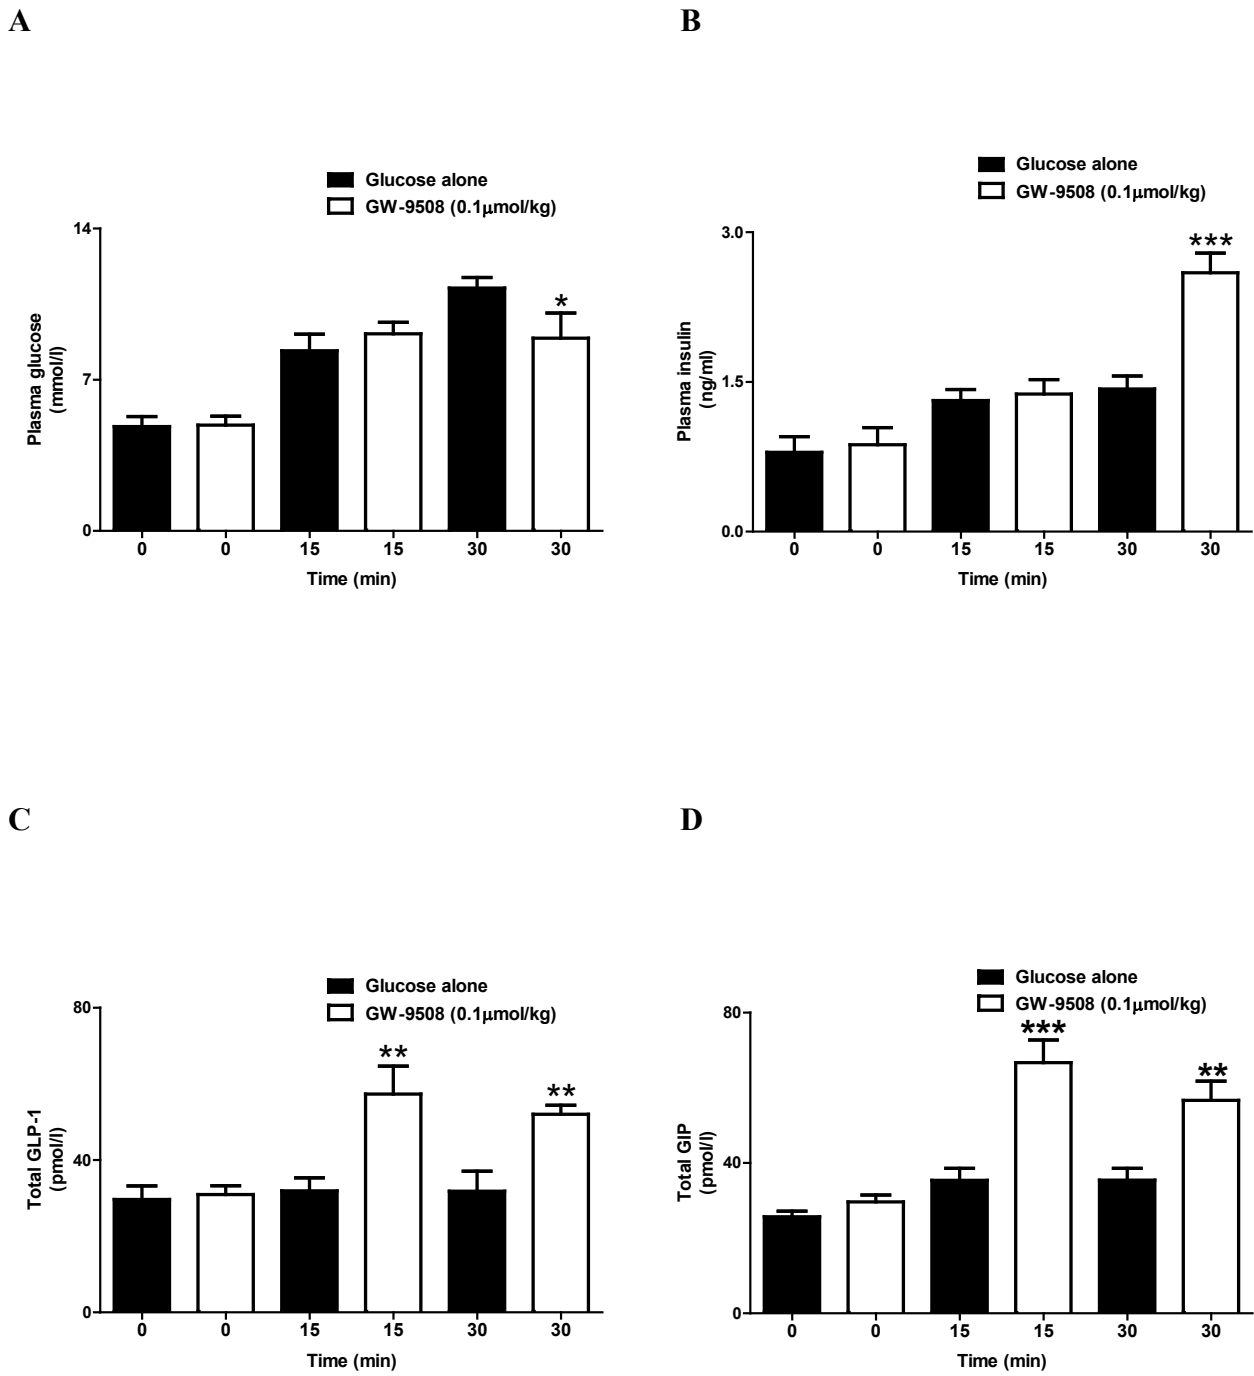 A
Glucose alone
GW-9508 (0.1μmol/kg)
Plasma glucose
(mmol/l)
14
7
0
*
0 0 15 15 30 30
Time (min)
B
Glucose alone
GW-9508 (0.1μmol/kg)
Plasma insulin
(ng/ml)
3.0
1.5
0.0
***
0 0 15 15 30 30
Time (min)
C
Glucose alone
GW-9508 (0.1μmol/kg)
Total GLP-1
(pmol/l)
80
40
0
** **
0 0 15 15 30 30
Time (min)
D
Glucose alone
GW-9508 (0.1μmol/kg)
Total GIP
(pmol/l)
80
40
0
*** **
0 0 15 15 30 30
Time (min)